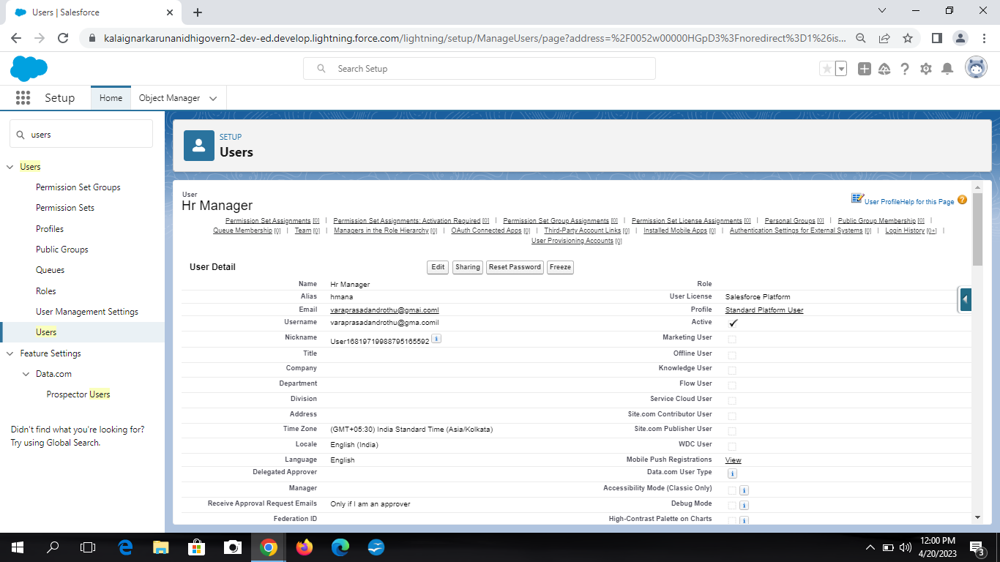 Users | Salesforce
kalaignarkarunanidhigovern2-dev-ed.develop.lightning.force.com/lightning/setup/ManageUsers/page?address=%2F0052w00000HGpD3%3Fnoredirect%3D1%26is...
Search Setup
Setup
Home
Object Manager
users
Users
Permission Set Groups
Permission Sets
Profiles
Public Groups
Queues
Roles
User Management Settings
Users
Feature Settings
Data.com
Prospector Users
Didn't find what you're looking for?
Try using Global Search.
SETUP
Users
User
Hr Manager
User Profile Help for this Page
Permission Set Assignments [0] | Permission Set Assignments: Activation Required [0] | Permission Set Group Assignments [0] | Permission Set License Assignments [0] | Personal Groups [0] | Public Group Membership [0] |
Queue Membership [0] | Team [0] | Managers in the Role Hierarchy [0] | OAuth Connected Apps [0] | Third-Party Account Links [0] | Installed Mobile Apps [0] | Authentication Settings for External Systems [0] | Login History [0+] |
User Provisioning Accounts [0]
User Detail
Edit Sharing Reset Password Freeze
Name Hr Manager Role
Alias hmana User License Salesforce Platform
Email varaprasadandrothu@gmai.coml Profile Standard Platform User
Username varaprasadandrothu@gma.comil Active
Nickname User16819719988795165592 Marketing User
Title Offline User
Company Knowledge User
Department Flow User
Division Service Cloud User
Address Site.com Contributor User
Time Zone (GMT+05:30) India Standard Time (Asia/Kolkata) Site.com Publisher User
Locale English (India) WDC User
Language English Mobile Push Registrations View
Delegated Approver Data.com User Type
Manager Accessibility Mode (Classic Only)
Receive Approval Request Emails Only if I am an approver Debug Mode
Federation ID High-Contrast Palette on Charts
12:00 PM
4/20/2023
3